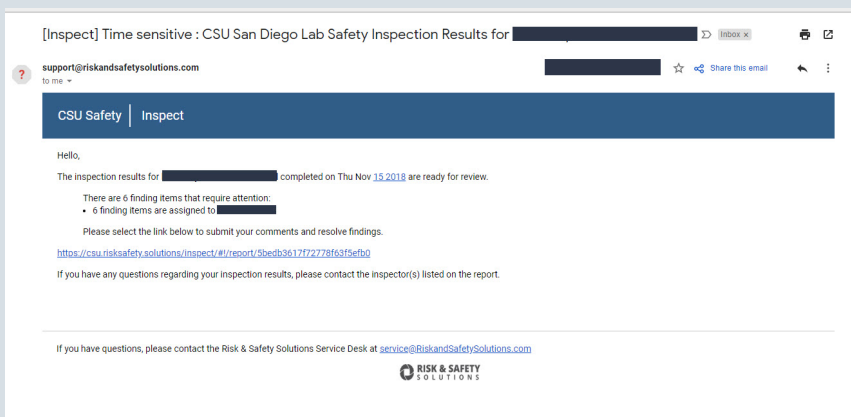 [Inspect] Time sensitive : CSU San Diego Lab Safety Inspection Results for
Inbox x
support@riskandsafetysolutions.com
Share this email
to me
?
CSU Safety | Inspect
Hello,
The inspection results for completed on Thu Nov 15 2018 are ready for review.
There are 6 finding items that require attention:
• 6 finding items are assigned to
Please select the link below to submit your comments and resolve findings.
https://csu.risksafety.solutions/inspect/#!/report/5bedb3617f72778f63f5efb0
If you have any questions regarding your inspection results, please contact the inspector(s) listed on the report.
If you have questions, please contact the Risk & Safety Solutions Service Desk at service@RiskandSafetySolutions.com
RISK & SAFETY
SOLUTIONS